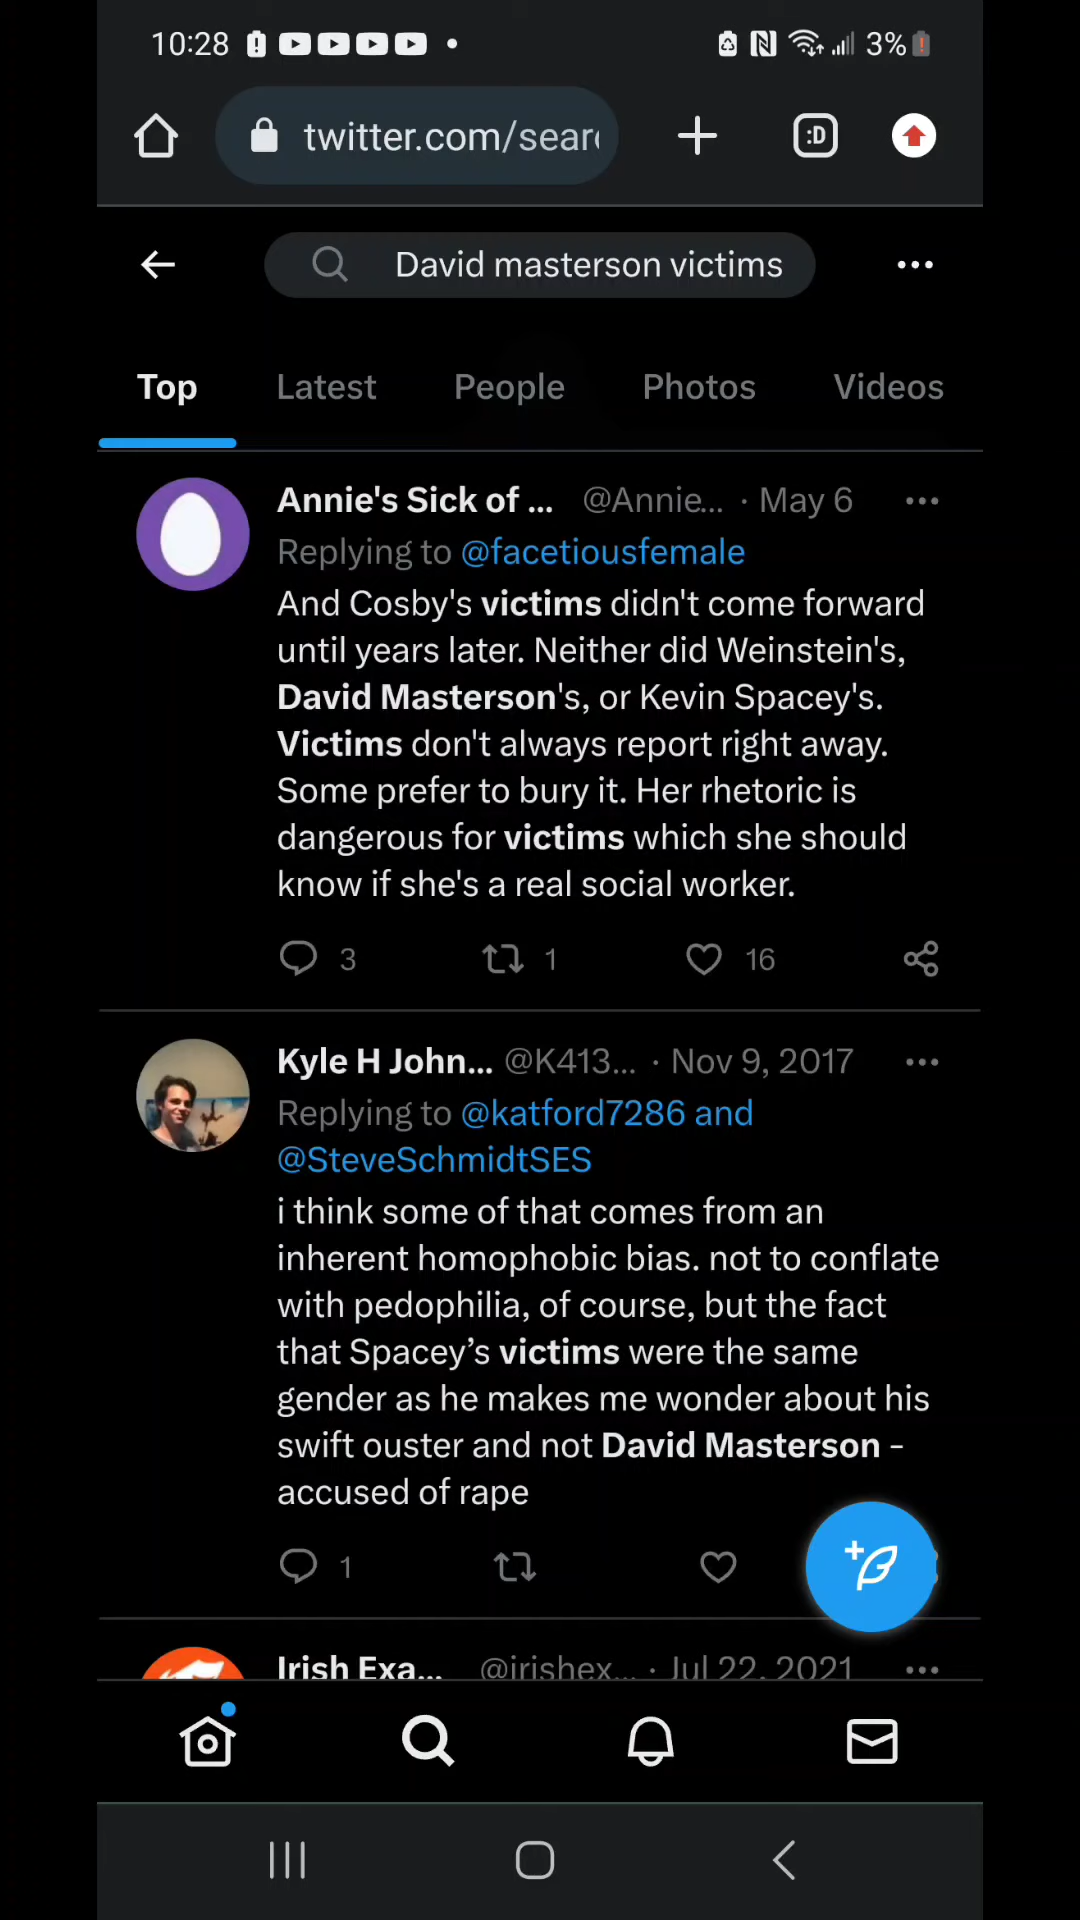 10:28
3%
twitter.com/sear
:D
David masterson victims
Top Latest People Photos Videos
Annie's Sick of ... @Annie... · May 6
Replying to @facetiousfemale
And Cosby's victims didn't come forward
until years later. Neither did Weinstein's,
David Masterson's, or Kevin Spacey's.
Victims don't always report right away.
Some prefer to bury it. Her rhetoric is
dangerous for victims which she should
know if she's a real social worker.
3 1 16
Kyle H John... @K413... · Nov 9, 2017
Replying to @katford7286 and
@SteveSchmidtSES
i think some of that comes from an
inherent homophobic bias. not to conflate
with pedophilia, of course, but the fact
that Spacey’s victims were the same
gender as he makes me wonder about his
swift ouster and not David Masterson -
accused of rape
1
Irish Exa... @irishex... · Jul 22, 2021